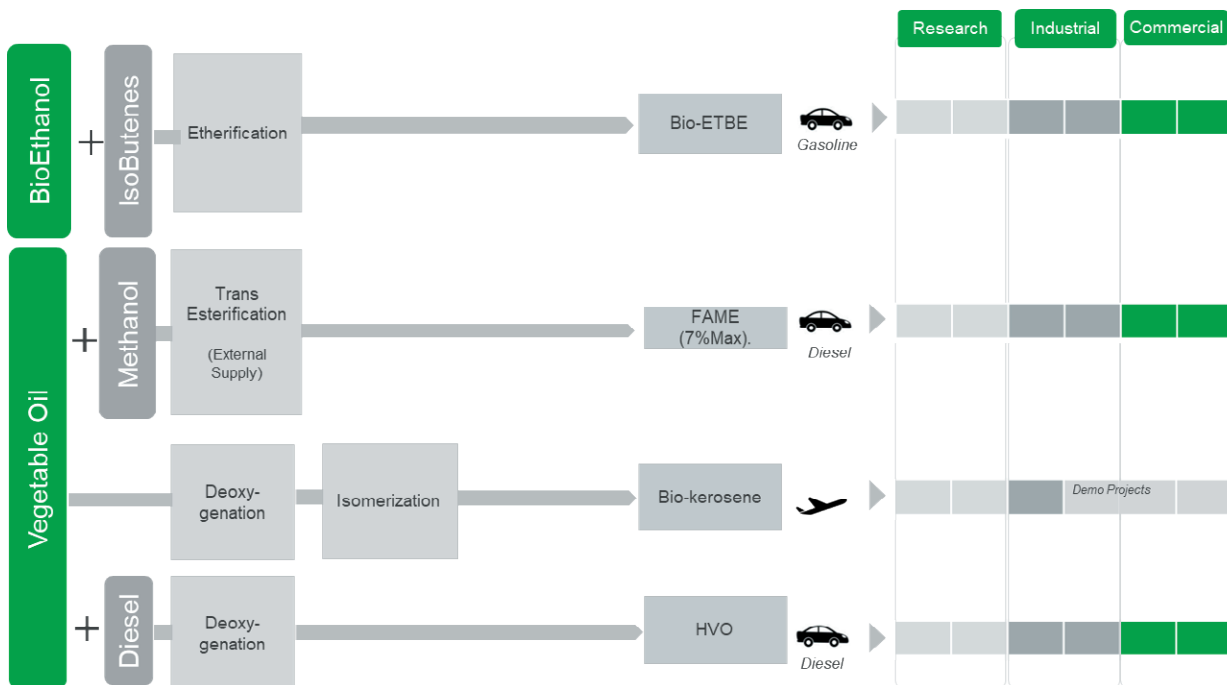 Research
Industrial
Commercial
BioEthanol
+
IsoButenes
Etherification
Bio-ETBE
Gasoline
Vegetable Oil
+
Methanol
Trans
Esterification
(External
Supply)
FAME
(7%Max).
Diesel
Deoxy-
genation
Isomerization
Bio-kerosene
Demo Projects
+
Diesel
Deoxy-
genation
HVO
Diesel